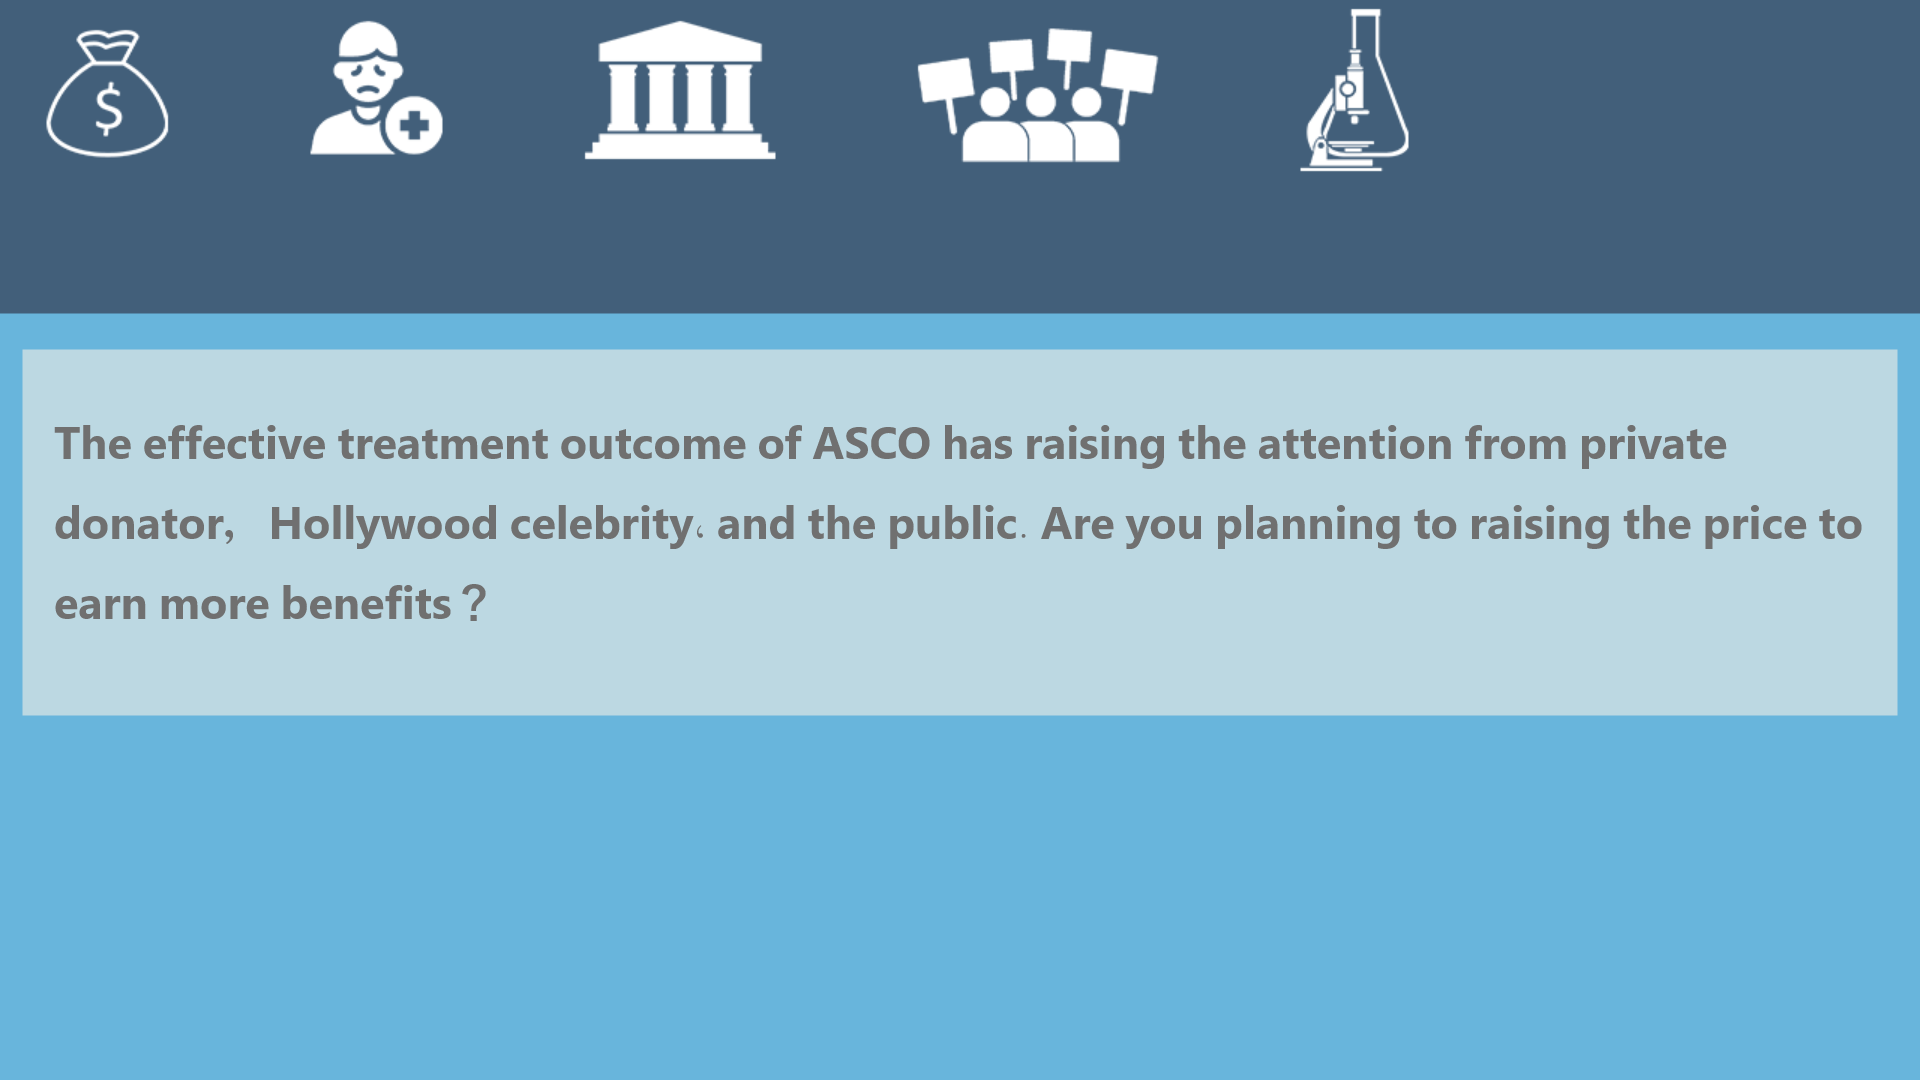 $
The effective treatment outcome of ASCO has raising the attention from private
donator， Hollywood celebrity، and the public. Are you planning to raising the price to
earn more benefits？